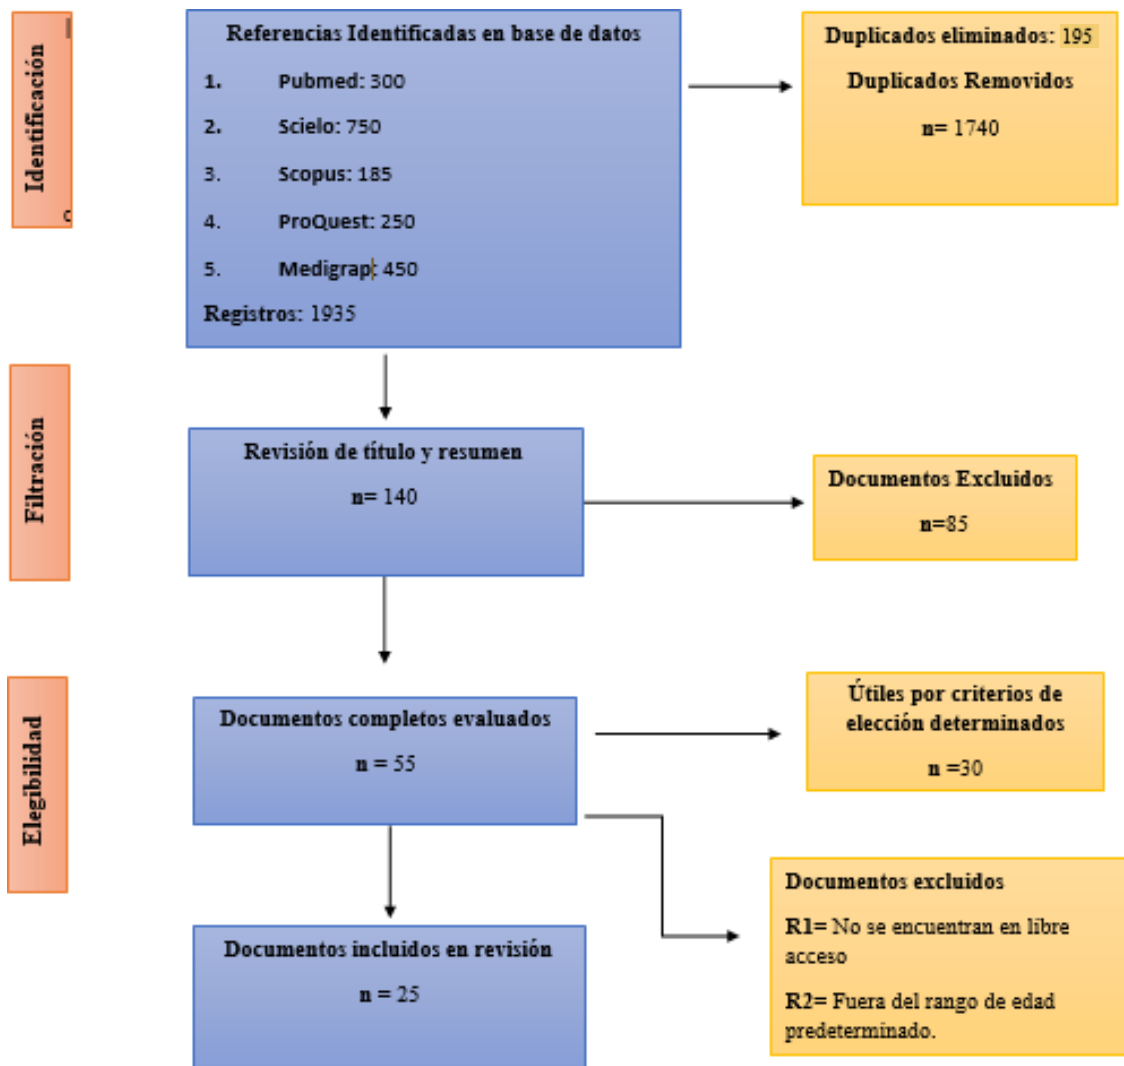 Identificación
Referencias Identificadas en base de datos
1. Pubmed: 300
2. Scielo: 750
3. Scopus: 185
4. ProQuest: 250
5. Medigrap: 450
Registros: 1935
Duplicados eliminados: 195
Duplicados Removidos
n= 1740
Filtración
Revisión de título y resumen
n= 140
Documentos Excluidos
n=85
Elegibilidad
Documentos completos evaluados
n = 55
Útiles por criterios de
elección determinados
n =30
Documentos excluidos
R1= No se encuentran en libre
acceso
R2= Fuera del rango de edad
predeterminado.
Documentos incluidos en revisión
n = 25